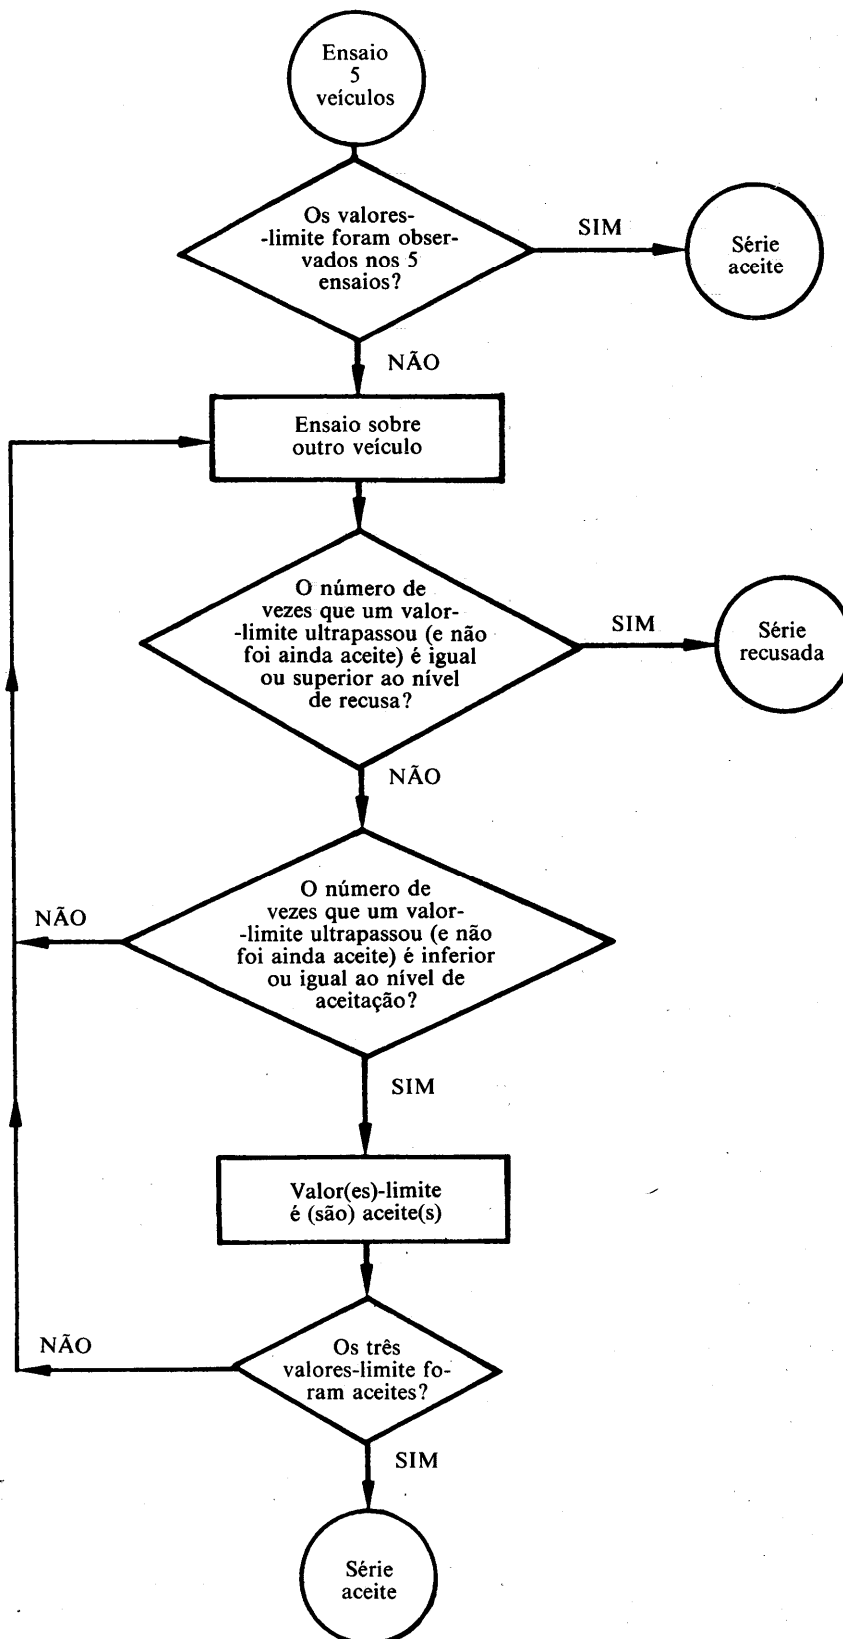 Ensaio
5
veículos
Os valores-
-limite foram obser-
vados nos 5
ensaios?
SIM
Série
aceite
NÃO
Ensaio sobre
outro veículo
O número de
vezes que um valor-
-limite ultrapassou (e não
foi ainda aceite) é igual
ou superior ao nível
de recusa?
SIM
Série
recusada
NÃO
O número de
vezes que um valor-
-limite ultrapassou (e não
foi ainda aceite) é inferior
ou igual ao nível de
aceitação?
NÃO
SIM
Valor(es)-limite
é (são) aceite(s)
Os três
valores-limite fo-
ram aceites?
NÃO
SIM
Série
aceite